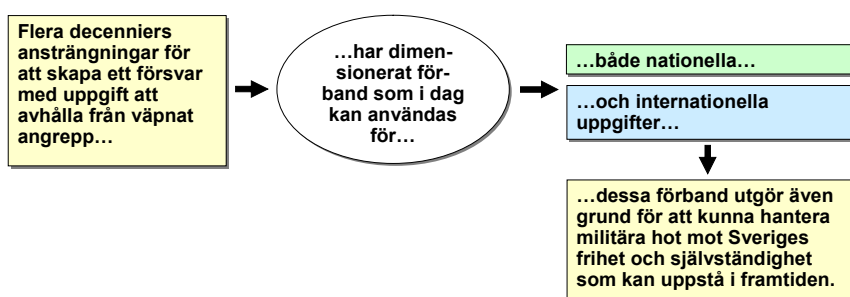 Flera decenniers
ansträngningar för
att skapa ett försvar
med uppgift att
avhålla från väpnat
angrepp…
…har dimen-
sionerat för-
band som i dag
kan användas
för…
…både nationella…
…och internationella
uppgifter…
…dessa förband utgör även
grund för att kunna hantera
militära hot mot Sveriges
frihet och självständighet
som kan uppstå i framtiden.